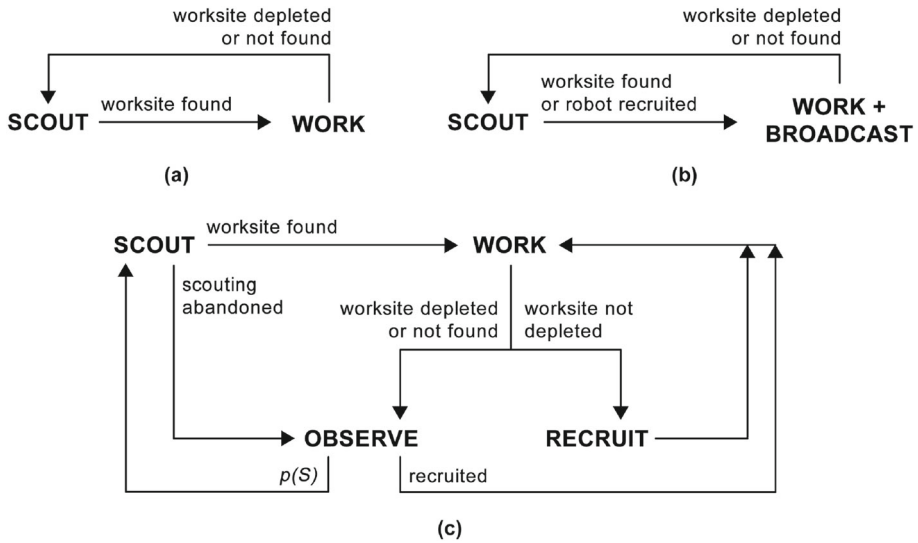 worksite depleted
or not found
SCOUT
worksite found
WORK
(a)
worksite depleted
or not found
SCOUT
worksite found
or robot recruited
WORK +
BROADCAST
(b)
SCOUT
worksite found
WORK
scouting
abandoned
worksite depleted
or not found
worksite not
depleted
OBSERVE
RECRUIT
p(S)
recruited
(c)